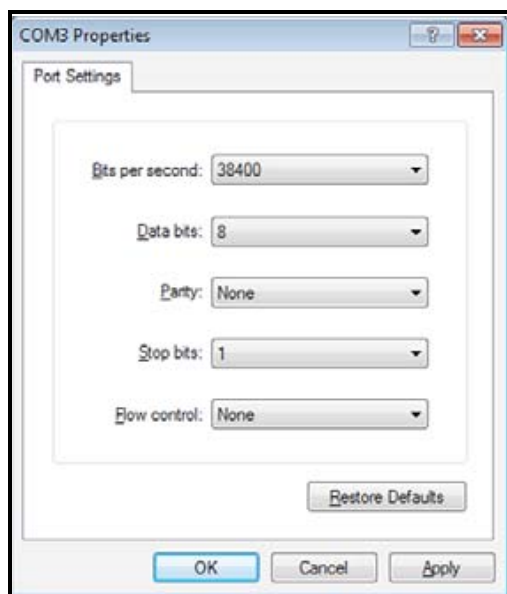 COM3 Properties
Port Settings
Bits per second: 38400
Data bits: 8
Parity: None
Stop bits: 1
Flow control: None
Restore Defaults
OK Cancel Apply